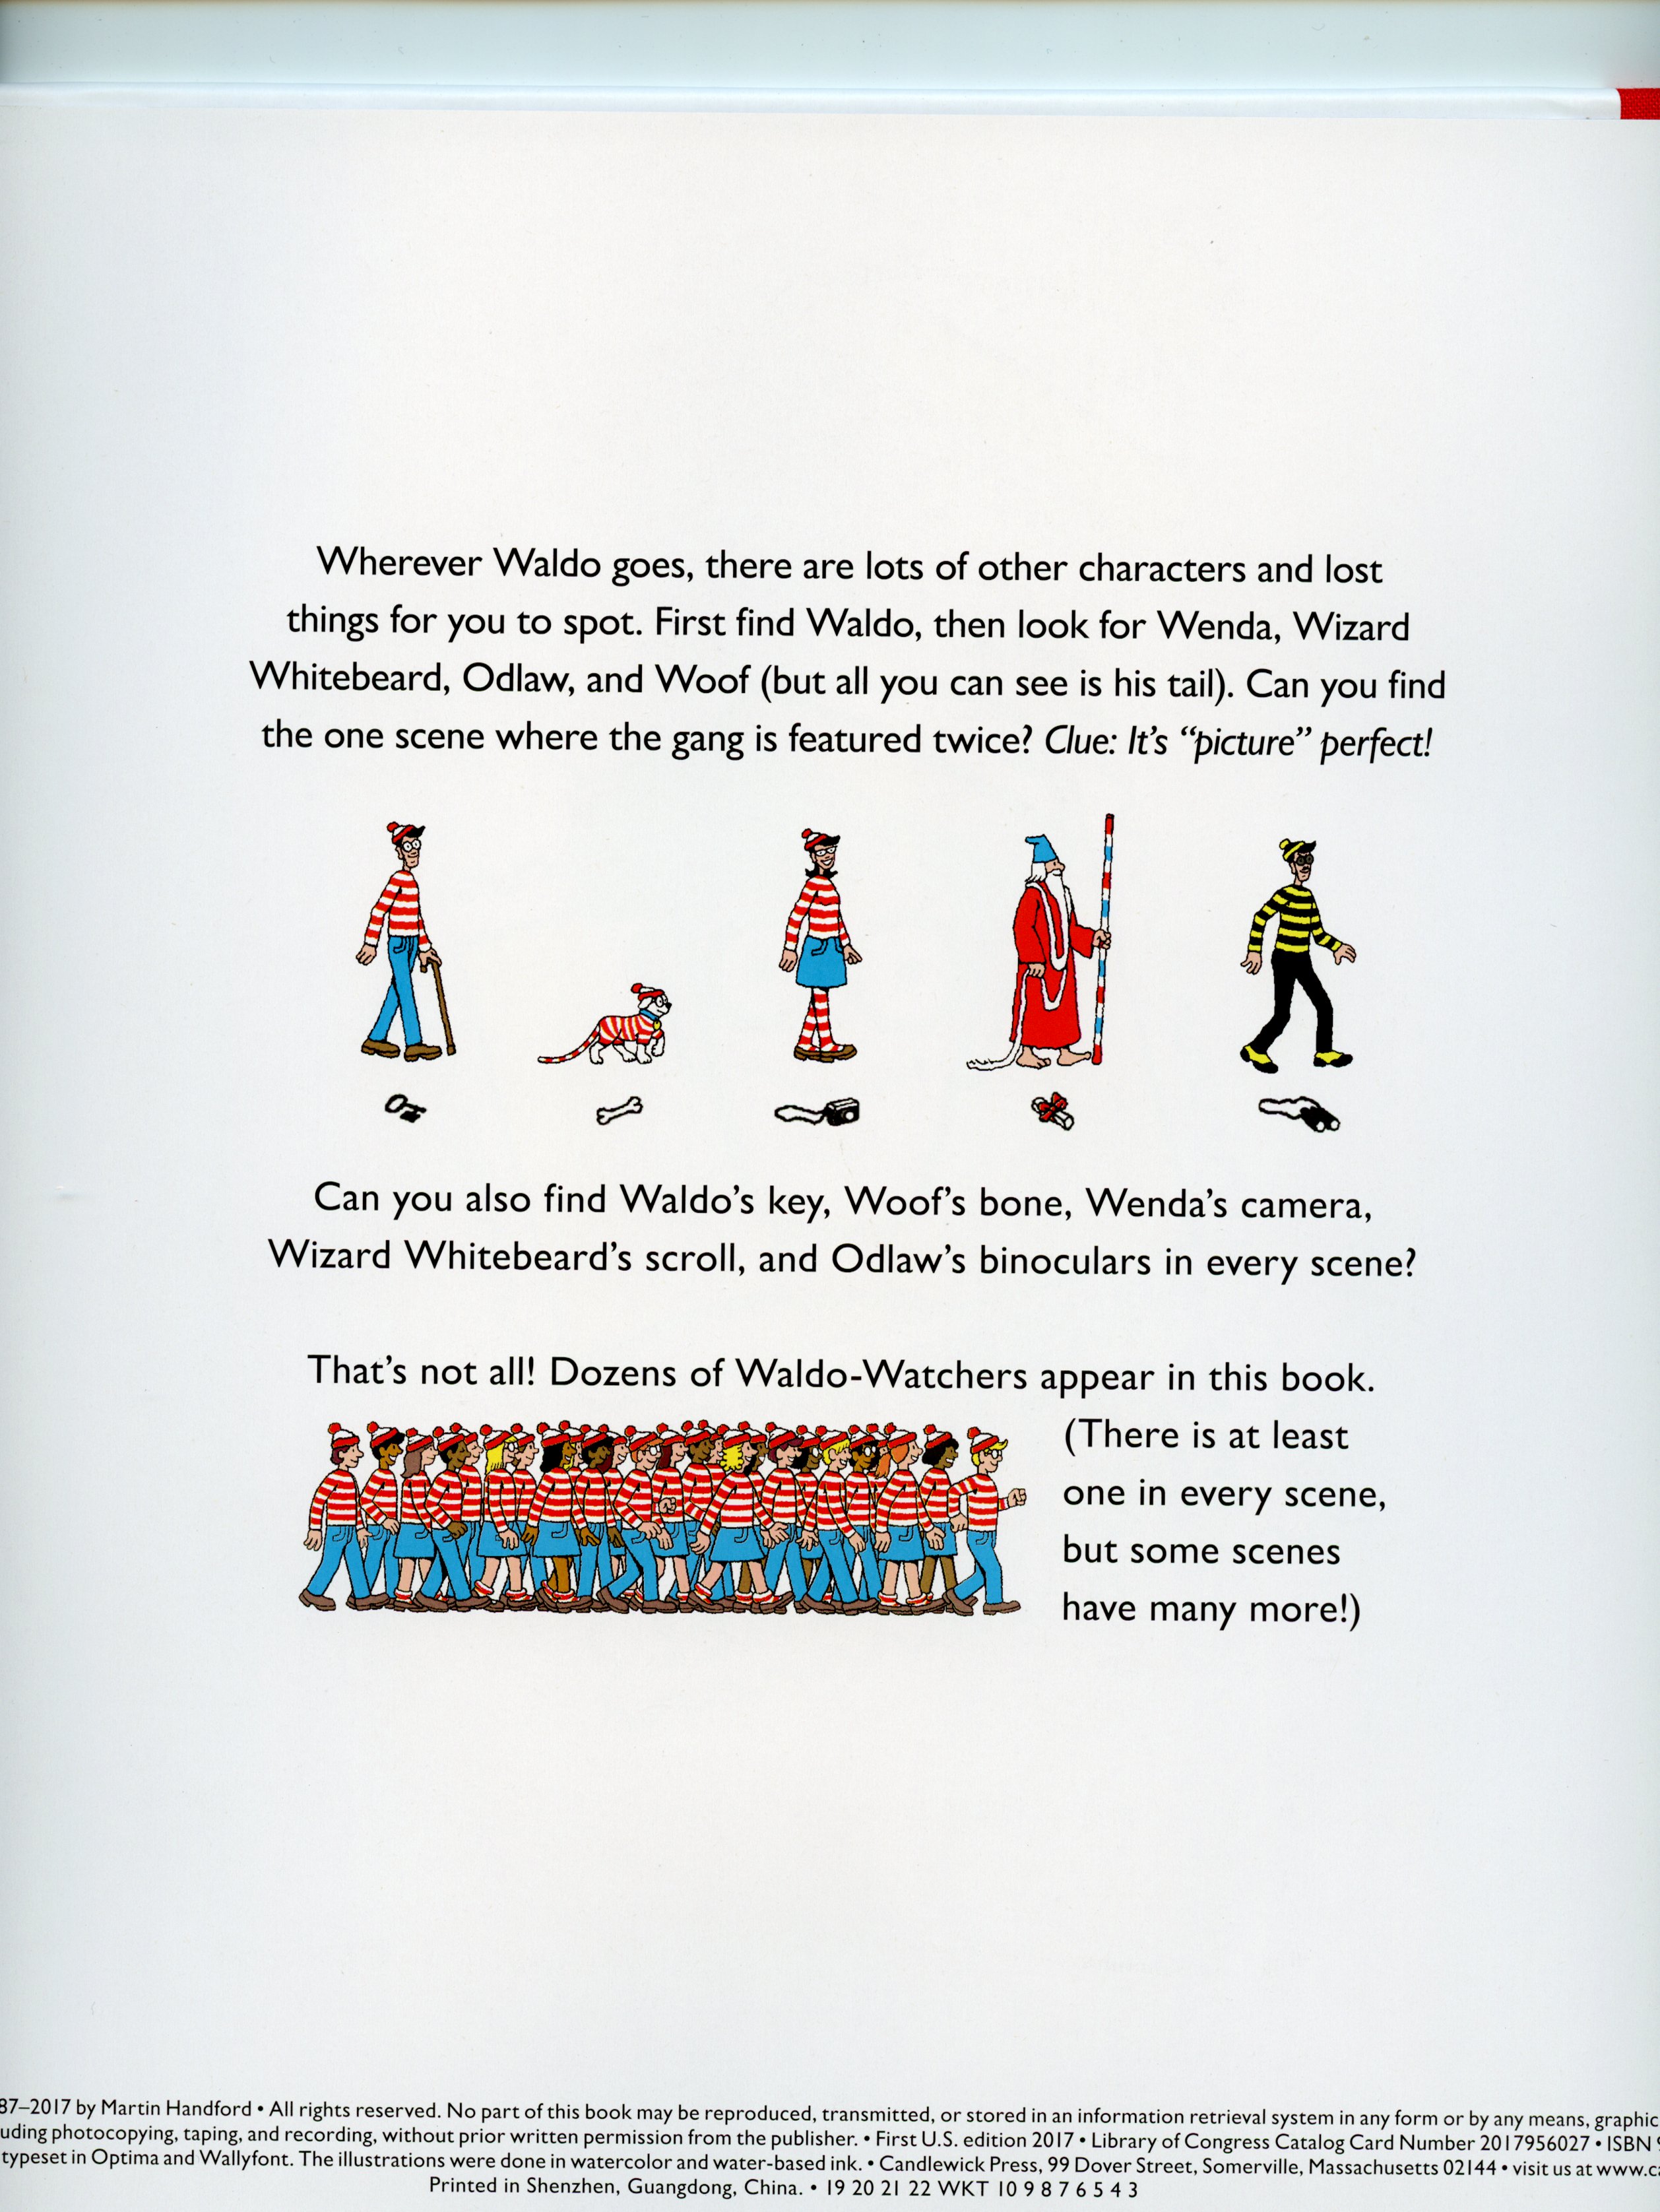 Wherever Waldo goes, there are lots of other characters and lost
things for you to spot. First find Waldo, then look for Wenda, Wizard
Whitebeard, Odlaw, and Woof (but all you can see is his tail). Can you find
the one scene where the gang is featured twice? Clue: It's “picture” perfect!
Can you also find Waldo's key, Woof's bone, Wenda's camera,
Wizard Whitebeard's scroll, and Odlaw's binoculars in every scene?
That's not all! Dozens of Waldo-Watchers appear in this book.
(There is at least
one in every scene,
but some scenes
have many more!)
87–2017 by Martin Handford • All rights reserved. No part of this book may be reproduced, transmitted, or stored in an information retrieval system in any form or by any means, graphic
uding photocopying, taping, and recording, without prior written permission from the publisher. • First U.S. edition 2017 • Library of Congress Catalog Card Number 2017956027 • ISBN
typeset in Optima and Wallyfont. The illustrations were done in watercolor and water-based ink. • Candlewick Press, 99 Dover Street, Somerville, Massachusetts 02144 • visit us at www.c
Printed in Shenzhen, Guangdong, China. • 19 20 21 22 WKT 10 9 8 7 6 5 4 3